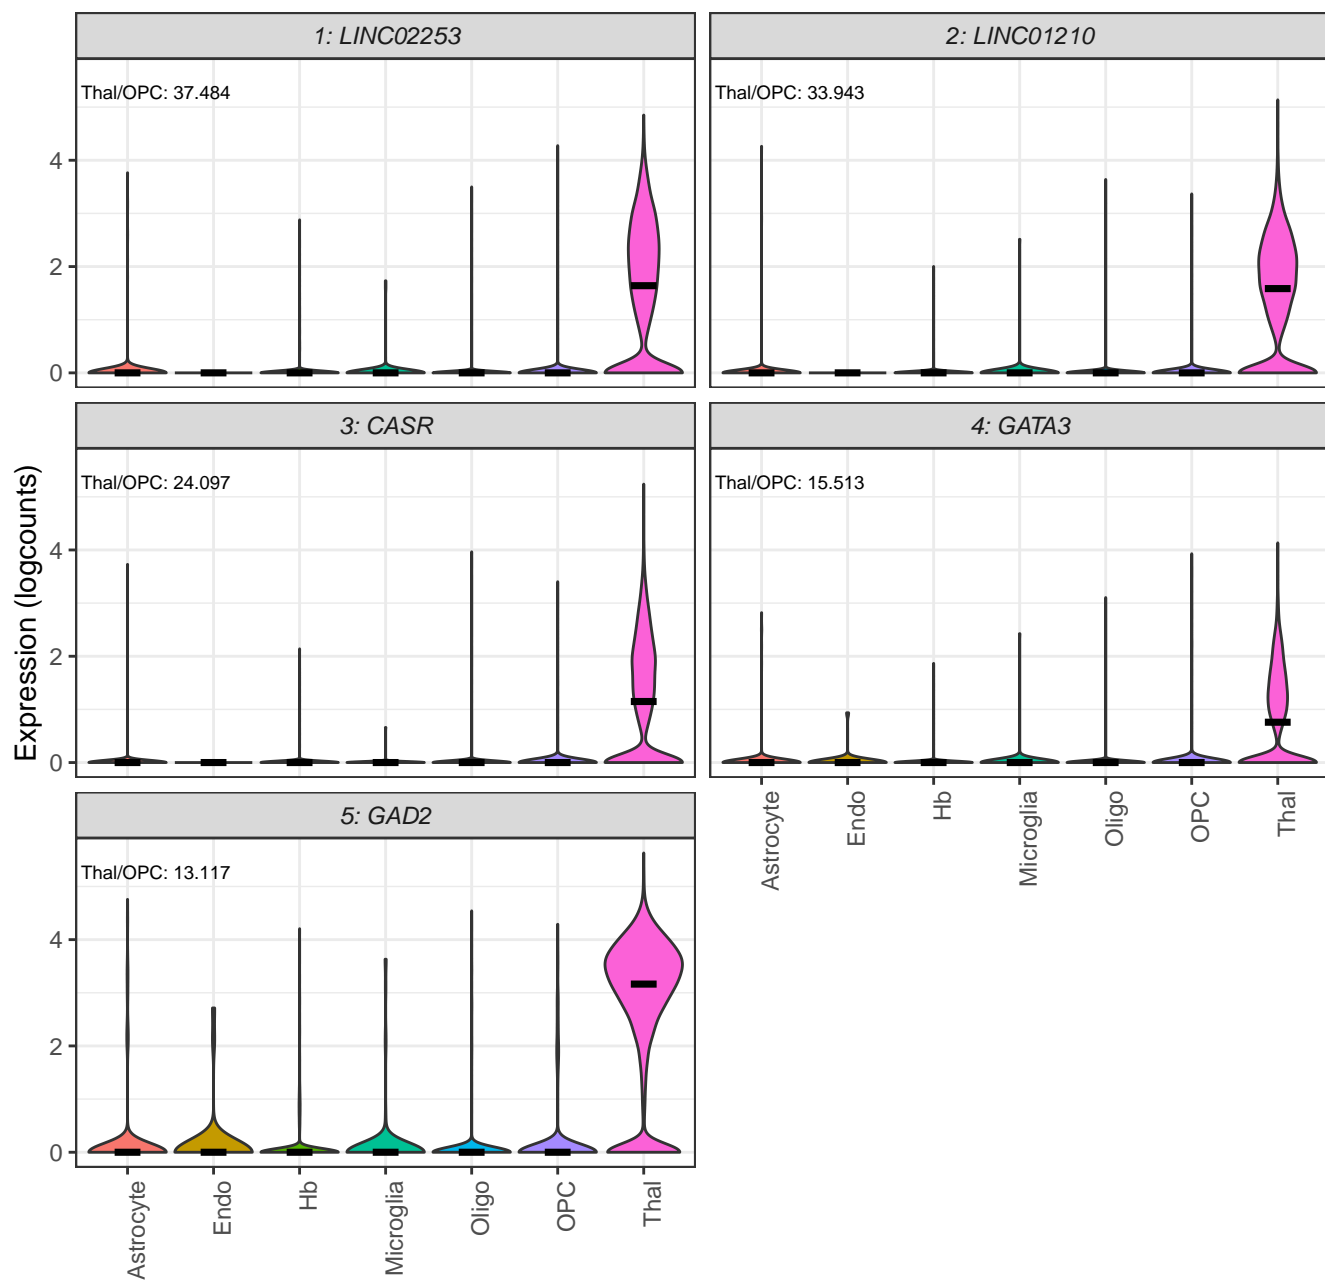 1: LINC02253
2: LINC01210
Thal/OPC: 37.484
Thal/OPC: 33.943
4
2
0
3: CASR
4: GATA3
Thal/OPC: 24.097
Thal/OPC: 15.513
4
2
0
Expression (logcounts)
Astrocyte
Endo
Hb
Microglia
Oligo
OPC
Thal
5: GAD2
Thal/OPC: 13.117
4
2
0
Astrocyte
Endo
Hb
Microglia
Oligo
OPC
Thal